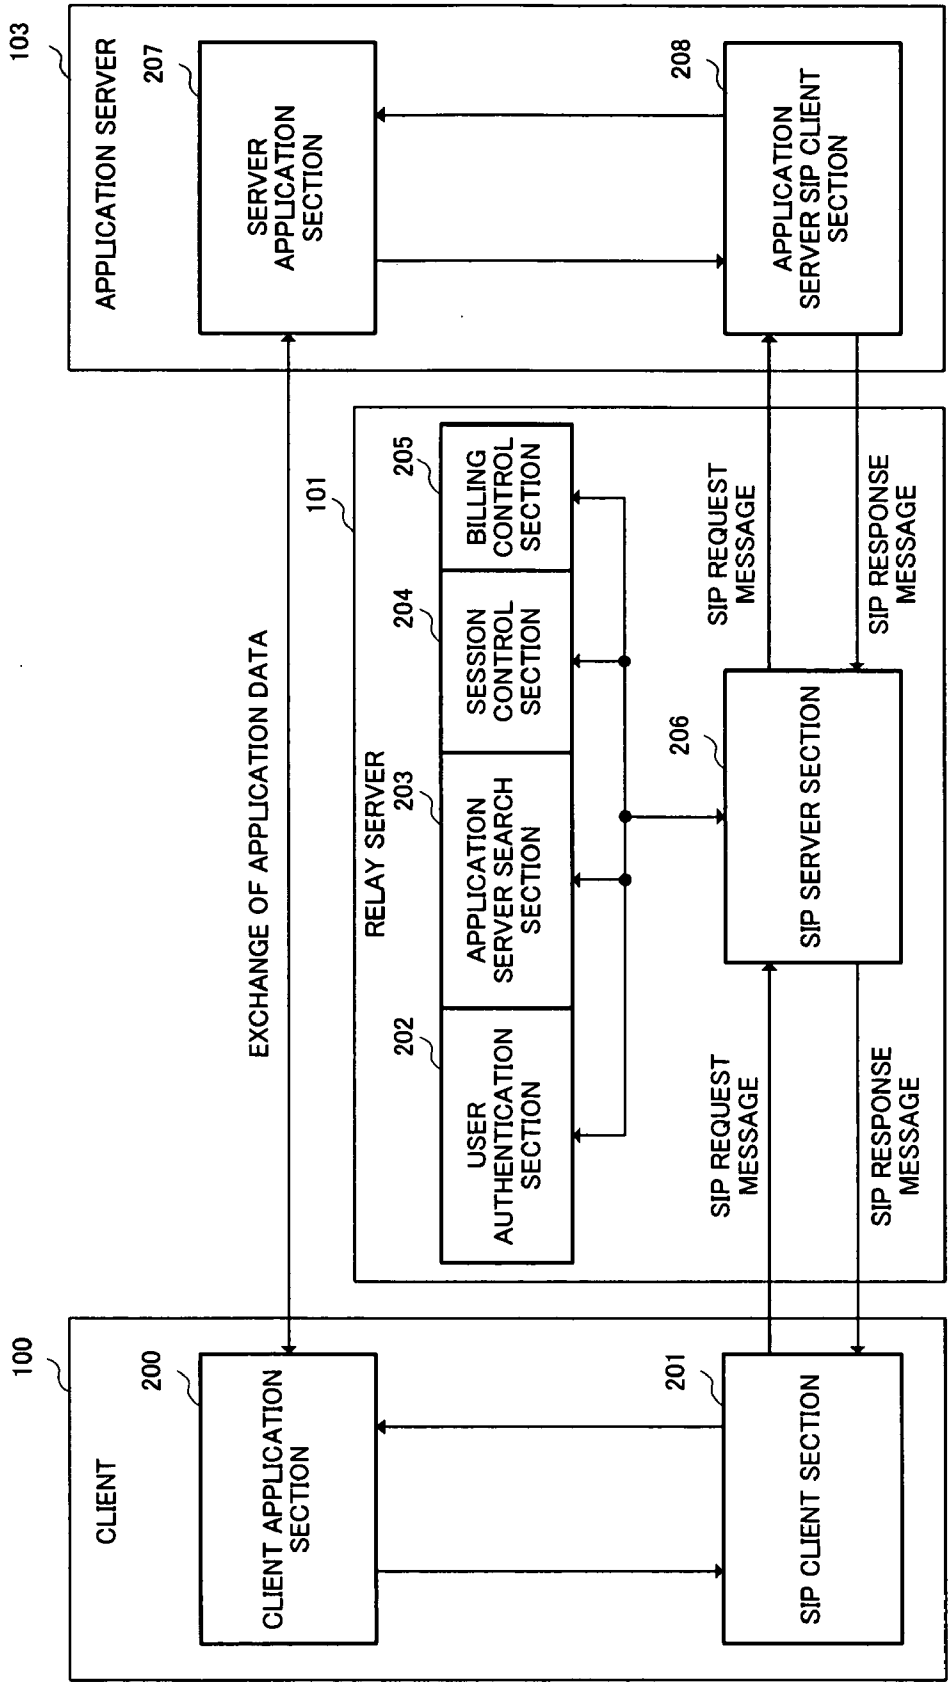 100
CLIENT
200
CLIENT APPLICATION
SECTION
201
SIP CLIENT SECTION
EXCHANGE OF APPLICATION DATA
101
RELAY SERVER
202
USER
AUTHENTICATION
SECTION
203
APPLICATION
SERVER SEARCH
SECTION
204
SESSION
CONTROL
SECTION
205
BILLING
CONTROL
SECTION
206
SIP SERVER SECTION
SIP REQUEST
MESSAGE
SIP RESPONSE
MESSAGE
SIP REQUEST
MESSAGE
SIP RESPONSE
MESSAGE
103
APPLICATION SERVER
207
SERVER
APPLICATION
SECTION
208
APPLICATION
SERVER SIP CLIENT
SECTION